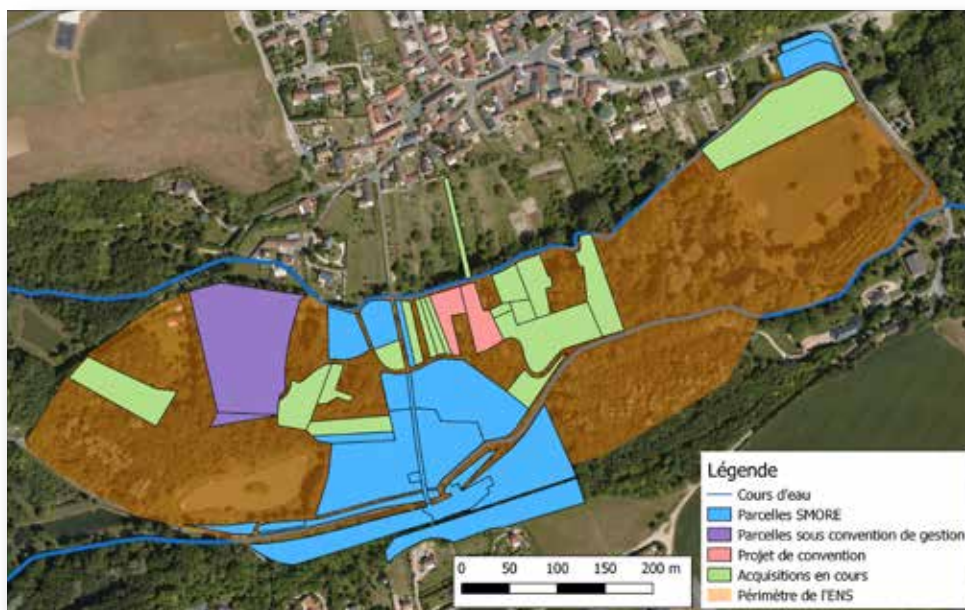 Légende
Cours d'eau
Parcelles SMORE
Parcelles sous convention de gestion
Projet de convention
Acquisitions en cours
Périmètre de l'ENS
0 50 100 150 200 m